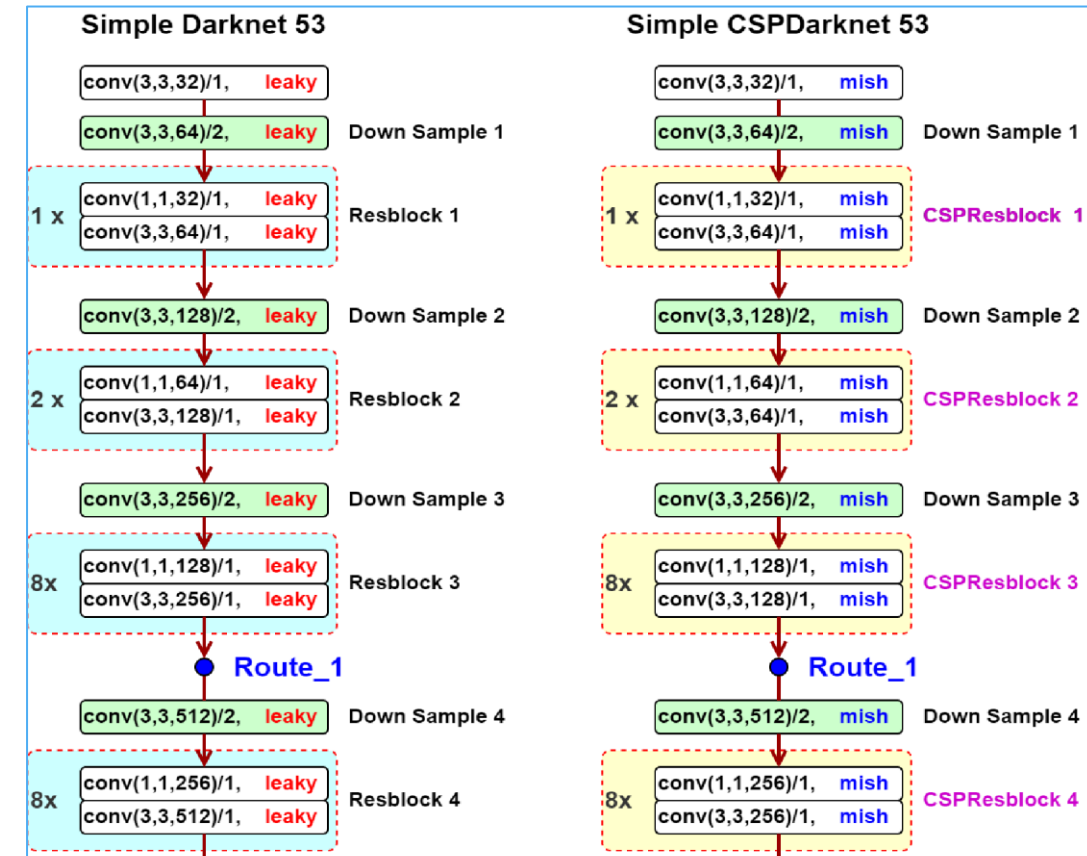 Simple Darknet 53
conv(3,3,32)/1, leaky
conv(3,3,64)/2, leaky Down Sample 1
1 x
conv(1,1,32)/1, leaky
conv(3,3,64)/1, leaky
Resblock 1
conv(3,3,128)/2, leaky Down Sample 2
2 x
conv(1,1,64)/1, leaky
conv(3,3,128)/1, leaky
Resblock 2
conv(3,3,256)/2, leaky Down Sample 3
8x
conv(1,1,128)/1, leaky
conv(3,3,256)/1, leaky
Resblock 3
Route_1
conv(3,3,512)/2, leaky Down Sample 4
8x
conv(1,1,256)/1, leaky
conv(3,3,512)/1, leaky
Resblock 4
Simple CSPDarknet 53
conv(3,3,32)/1, mish
conv(3,3,64)/2, mish Down Sample 1
1 x
conv(1,1,32)/1, mish
conv(3,3,64)/1, mish
CSPResblock 1
conv(3,3,128)/2, mish Down Sample 2
2 x
conv(1,1,64)/1, mish
conv(3,3,64)/1, mish
CSPResblock 2
conv(3,3,256)/2, mish Down Sample 3
8x
conv(1,1,128)/1, mish
conv(3,3,128)/1, mish
CSPResblock 3
Route_1
conv(3,3,512)/2, mish Down Sample 4
8x
conv(1,1,256)/1, mish
conv(3,3,256)/1, mish
CSPResblock 4